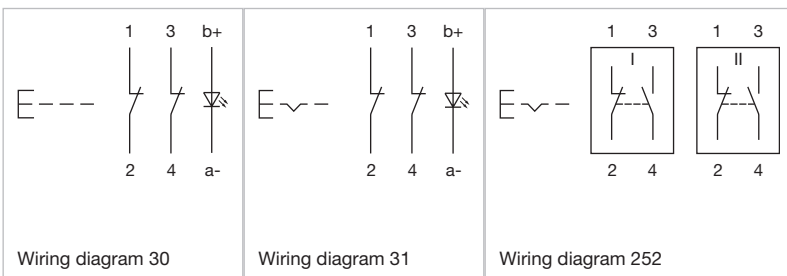 1 3 b+
2 4 a-
Wiring diagram 30
1 3 b+
2 4 a-
Wiring diagram 31
1 3 1 3
I II
2 4 2 4
Wiring diagram 252